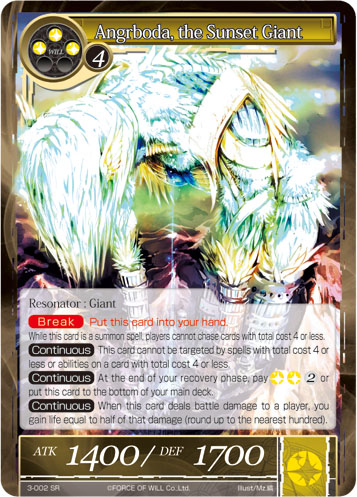 Angrboda, the Sunset Giant
WILL
4
Resonator : Giant
Break Put this card into your hand.
While this card is a summon spell, players cannot chase cards with total cost 4 or less.
Continuous This card cannot be targeted by spells with total cost 4 or
less or abilities on a card with total cost 4 or less.
Continuous At the end of your recovery phase, pay 2 or
put this card to the bottom of your main deck.
Continuous When this card deals battle damage to a player, you
gain life equal to half of that damage (round up to the nearest hundred).
ATK 1400 / DEF 1700
3-002 SR ©FORCE OF WILL Co.,Ltd. Illust/Mz.